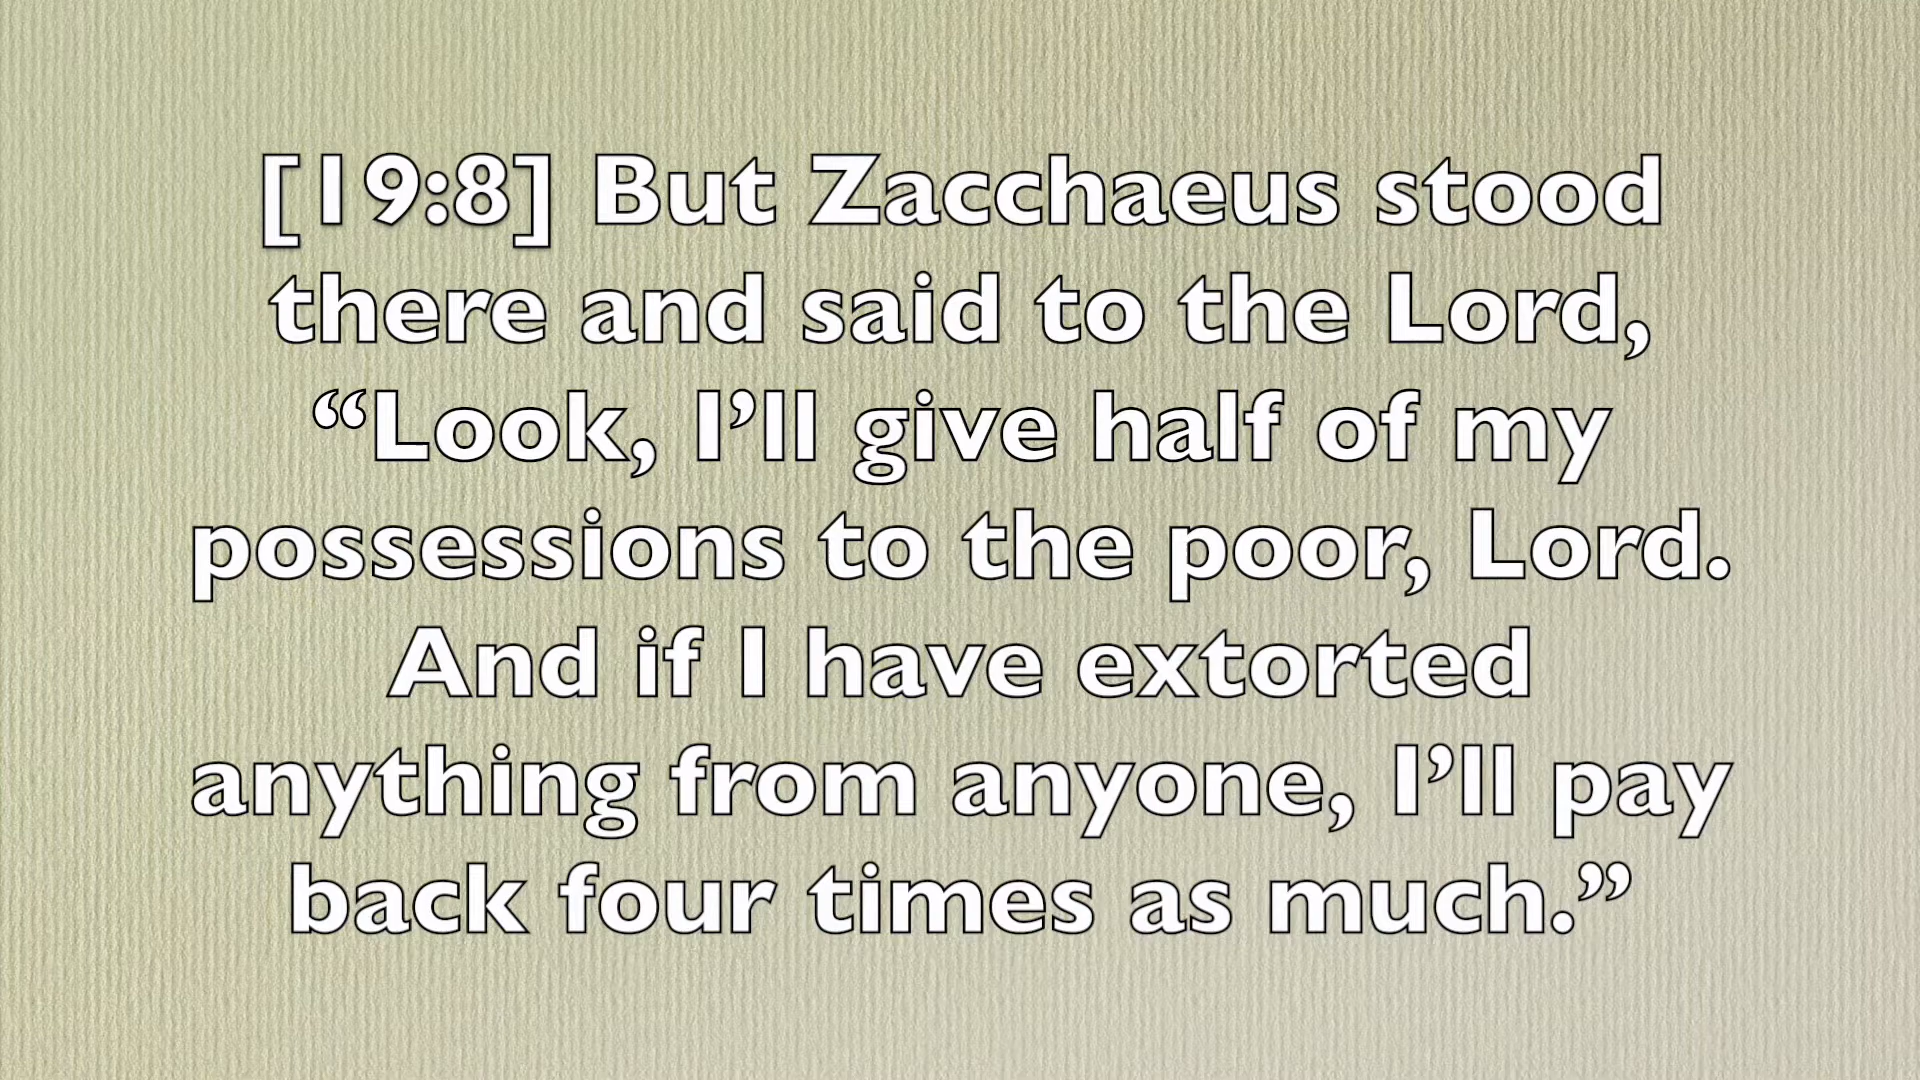 [19:8] But Zacchaeus stood
there and said to the Lord,
“Look, I’ll give half of my
possessions to the poor, Lord.
And if I have extorted
anything from anyone, I’ll pay
back four times as much.”